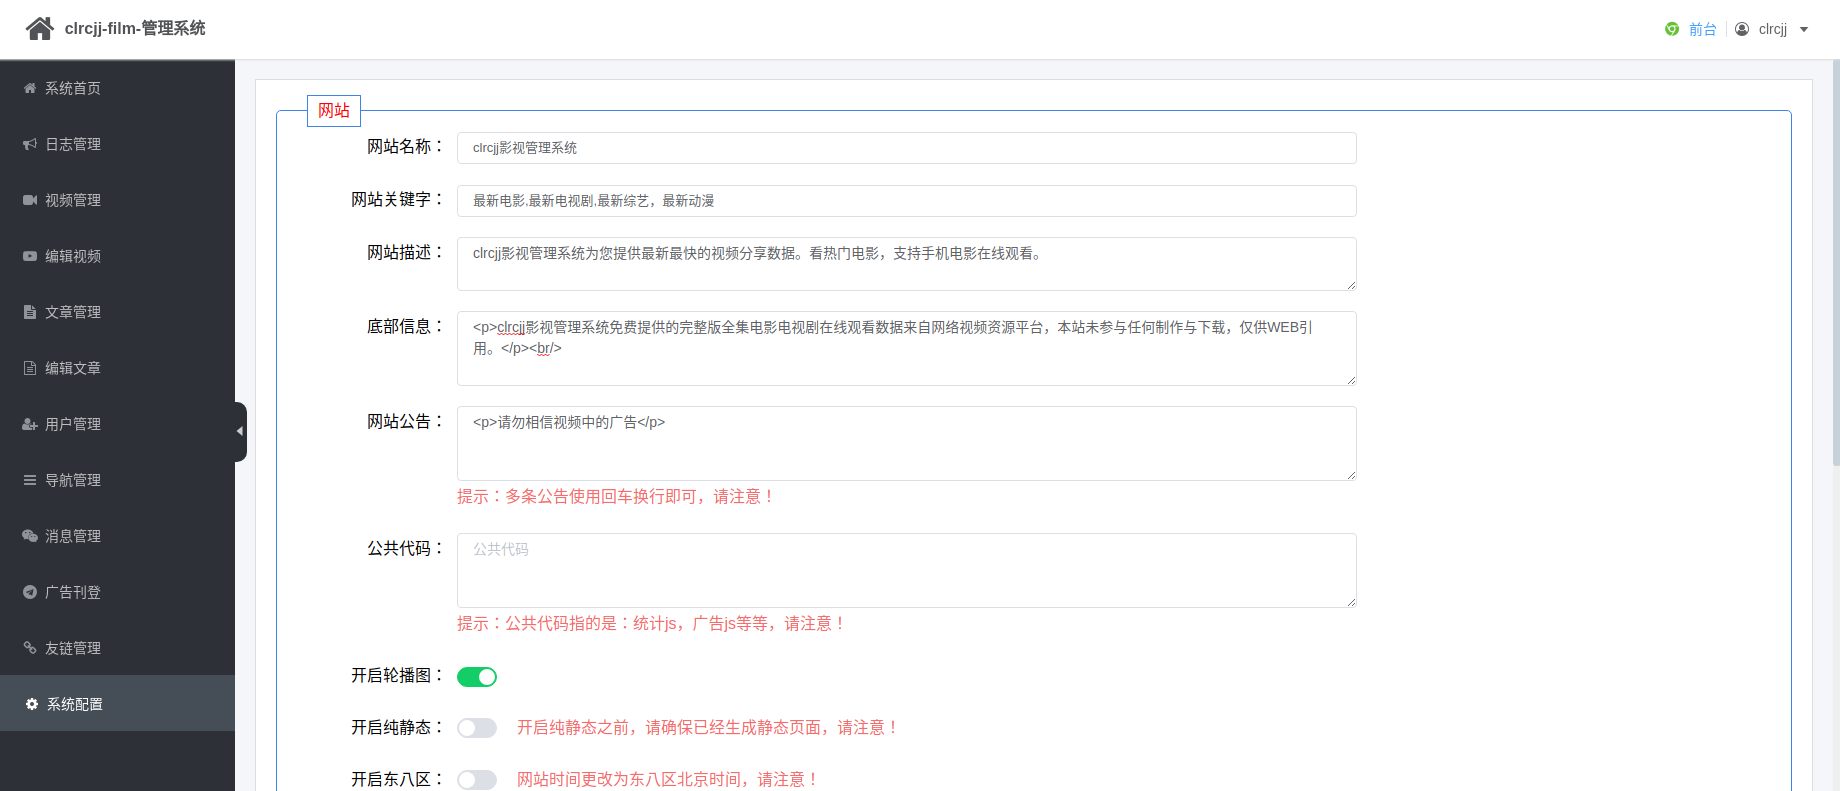 clrcjj-film-管理系统
前台
clrcjj
系统首页
日志管理
视频管理
编辑视频
文章管理
编辑文章
用户管理
导航管理
消息管理
广告刊登
友链管理
系统配置
网站
网站名称：
clrcjj影视管理系统
网站关键字：
最新电影,最新电视剧,最新综艺，最新动漫
网站描述：
clrcjj影视管理系统为您提供最新最快的视频分享数据。看热门电影，支持手机电影在线观看。
底部信息：
<p>clrcjj影视管理系统免费提供的完整版全集电影电视剧在线观看数据来自网络视频资源平台，本站未参与任何制作与下载，仅供WEB引
用。</p><br/>
网站公告：
<p>请勿相信视频中的广告</p>
提示：多条公告使用回车换行即可，请注意！
公共代码：
公共代码
提示：公共代码指的是：统计js，广告js等等，请注意！
开启轮播图：
开启纯静态：
开启纯静态之前，请确保已经生成静态页面，请注意！
开启东八区：
网站时间更改为东八区北京时间，请注意！